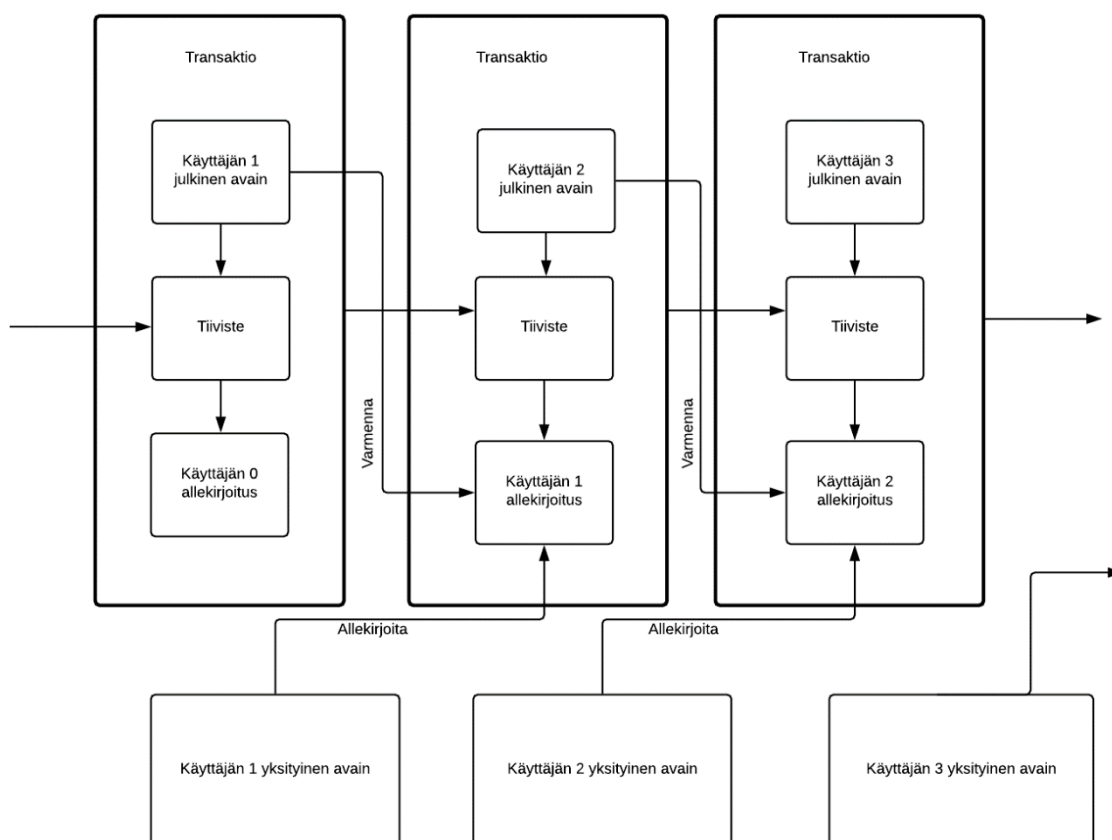 Transaktio
Transaktio
Transaktio
Käyttäjän 1
julkinen avain
Käyttäjän 2
julkinen avain
Käyttäjän 3
julkinen avain
Tiiviste
Tiiviste
Tiiviste
Varmenna
Varmenna
Käyttäjän 0
allekirjoitus
Käyttäjän 1
allekirjoitus
Käyttäjän 2
allekirjoitus
Allekirjoita
Allekirjoita
Käyttäjän 1 yksityinen avain
Käyttäjän 2 yksityinen avain
Käyttäjän 3 yksityinen avain